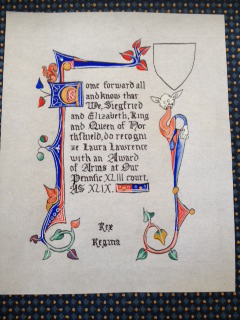 Come forward all
and know that
We, Siegfried
and Elizabeth, King
and Queen of Nor
thshield, do recogni
ze Laura Lawrence
with an Award
of Arms at Our
Pennsic XLIII court,
AS XLIX.
Rex
Regina